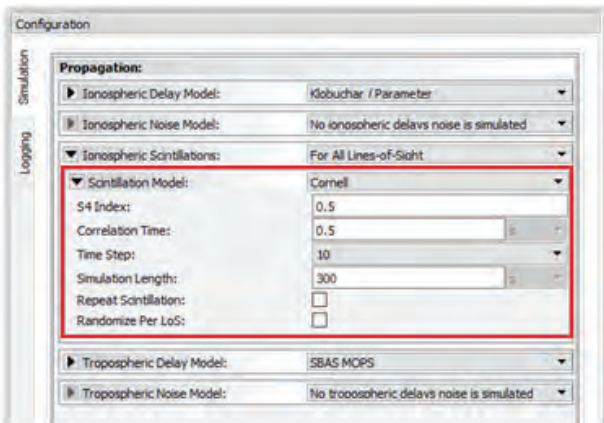 Configuration
Simulation
Logging
Propagation:
Ionospheric Delay Model: Klobuchar / Parameter
Ionospheric Noise Model: No ionospheric delays noise is simulated
Ionospheric Scintillations: For All Lines-of-Sight
Scintillation Model: Cornell
S4 Index: 0.5
Correlation Time: 0.5 s
Time Step: 10
Simulation Length: 300 s
Repeat Scintillation:
Randomize Per LoS:
Tropospheric Delay Model: SBAS MOPS
Tropospheric Noise Model: No tropospheric delays noise is simulated